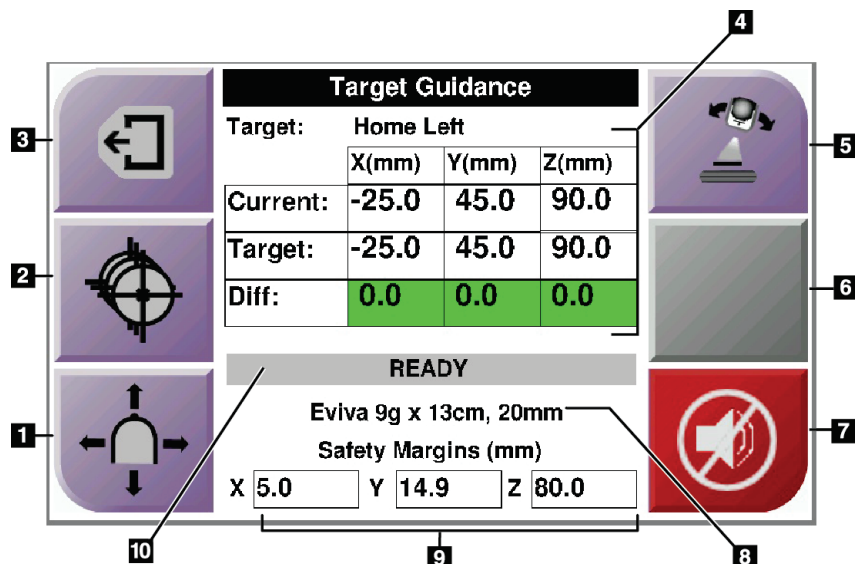 4
Target Guidance
3
Target: Home Left
5
X(mm) Y(mm) Z(mm)
Current: -25.0 45.0 90.0
Target: -25.0 45.0 90.0
2
6
Diff: 0.0 0.0 0.0
READY
1
Eviva 9g x 13cm, 20mm
7
Safety Margins (mm)
X 5.0 Y 14.9 Z 80.0
10
9
8